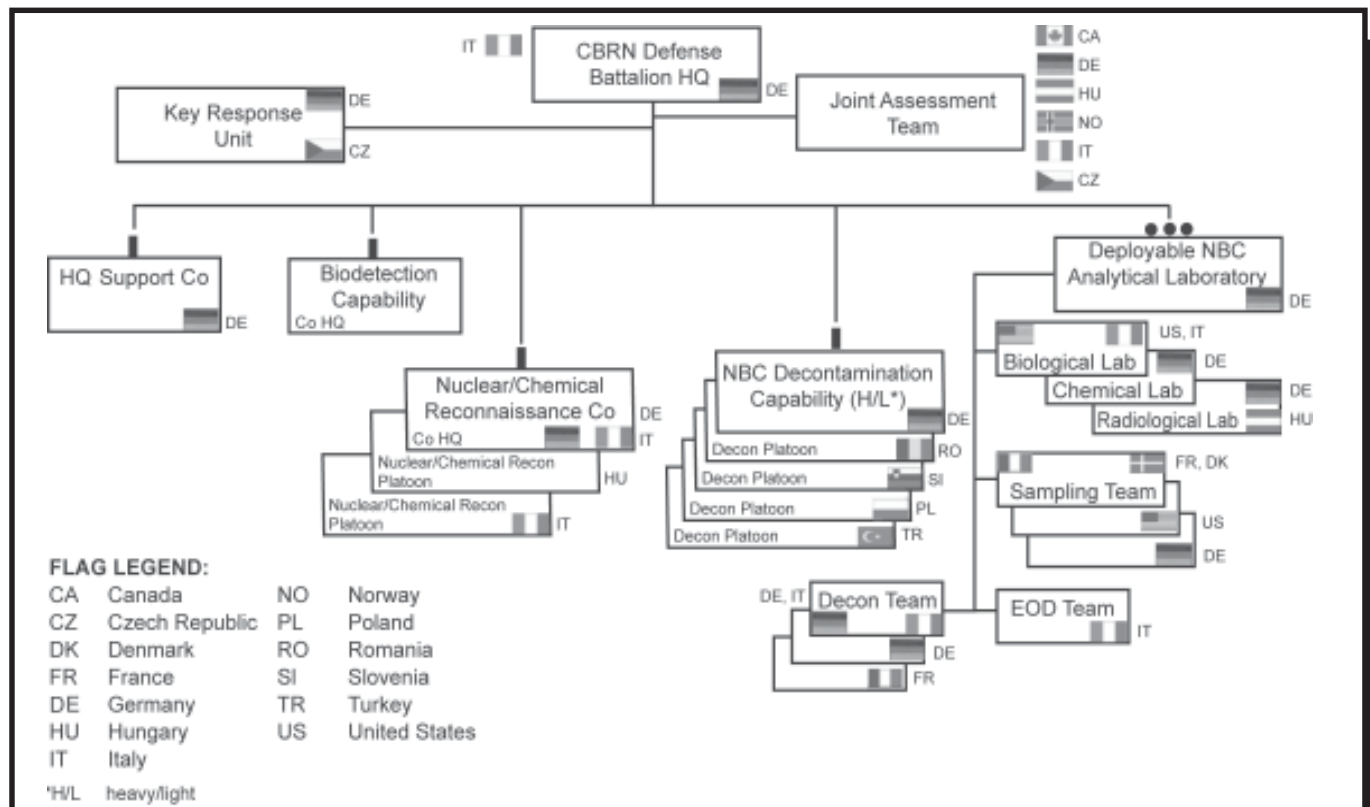 IT
CBRN Defense
Battalion HQ
DE
CA
DE
HU
NO
IT
CZ
Key Response
Unit
DE
CZ
Joint Assessment
Team
HQ Support Co
DE
Biodetection
Capability
Co HQ
Nuclear/Chemical
Reconnaissance Co
Co HQ
DE
IT
Nuclear/Chemical Recon
Platoon
HU
Nuclear/Chemical Recon
Platoon
IT
NBC Decontamination
Capability (H/L*)
DE
Decon Platoon
RO
Decon Platoon
SI
Decon Platoon
PL
Decon Platoon
TR
Deployable NBC
Analytical Laboratory
DE
US, IT
Biological Lab
DE
Chemical Lab
DE
Radiological Lab
HU
FR, DK
Sampling Team
US
DE
DE, IT
Decon Team
DE
FR
EOD Team
IT
FLAG LEGEND:
CA Canada NO Norway
CZ Czech Republic PL Poland
DK Denmark RO Romania
FR France SI Slovenia
DE Germany TR Turkey
HU Hungary US United States
IT Italy
*H/L heavy/light